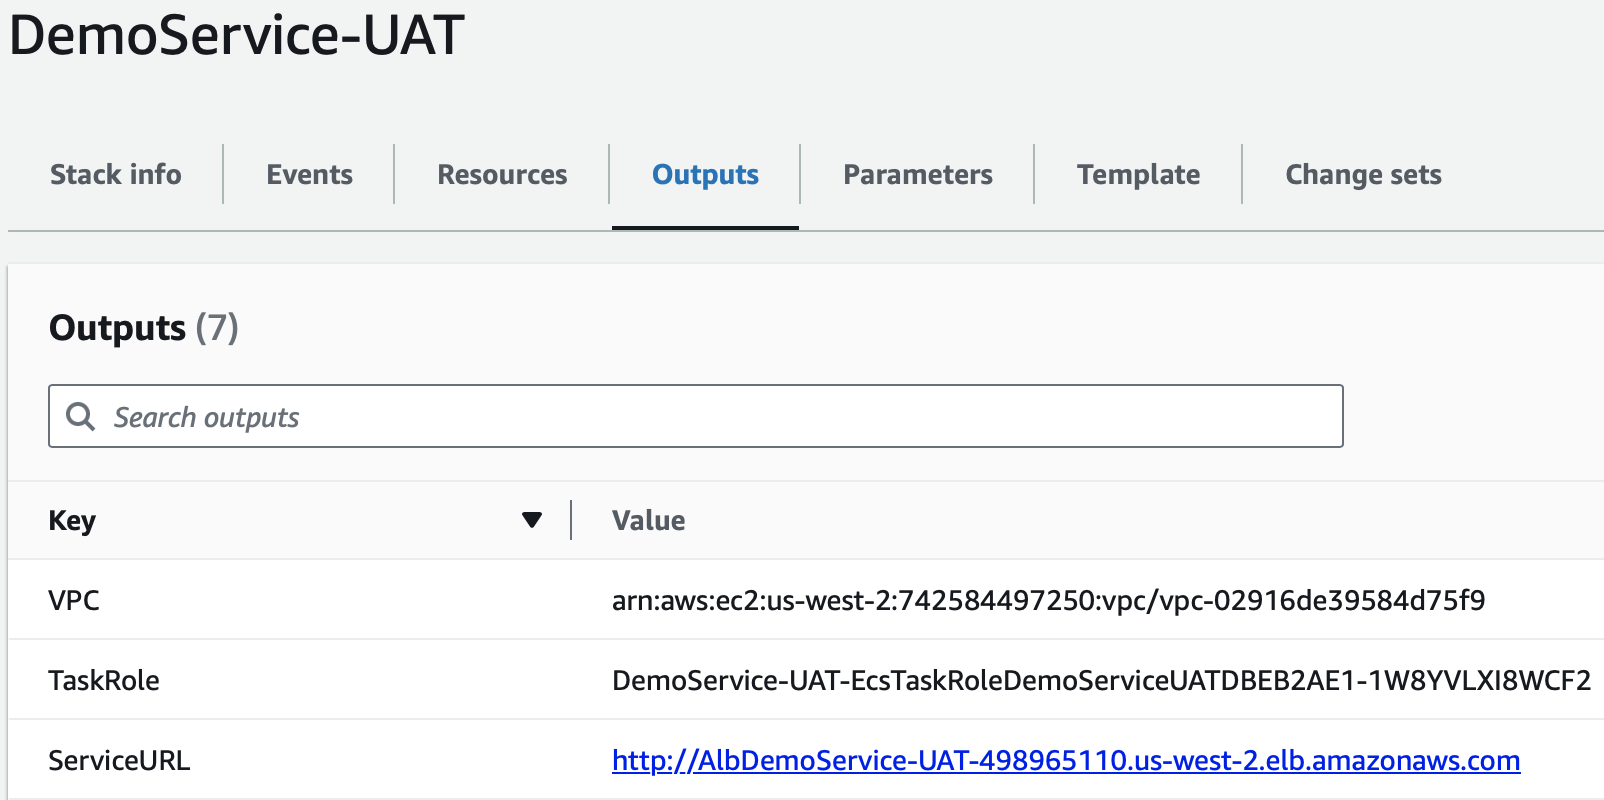 DemoService-UAT
Stack info Events Resources Outputs Parameters Template Change sets
Outputs (7)
Search outputs
Key Value
VPC arn:aws:ec2:us-west-2:742584497250:vpc/vpc-02916de39584d75f9
TaskRole DemoService-UAT-EcsTaskRoleDemoServiceUATDBEB2AE1-1W8YVLXI8WCF2
ServiceURL http://AlbDemoService-UAT-498965110.us-west-2.elb.amazonaws.com